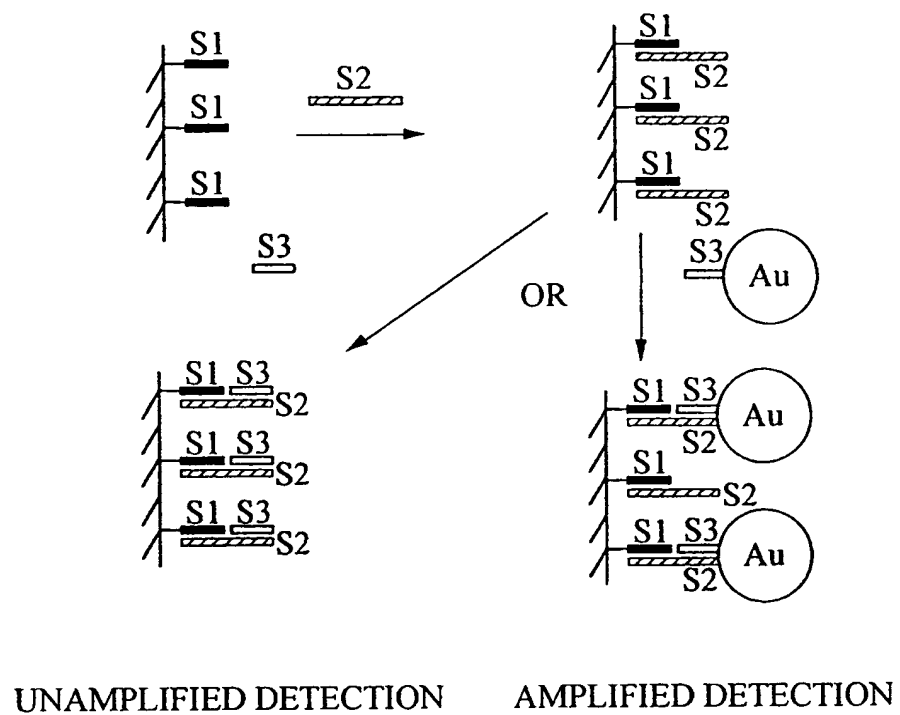 S1
S1
S1
S2
S1
S2
S1
S2
S1
S2
S3
OR
S3
Au
S1 S3
S2
S1 S3
S2
S1 S3
S2
S1 S3
Au
S2
S1
S2
S1 S3
Au
S2
UNAMPLIFIED DETECTION
AMPLIFIED DETECTION